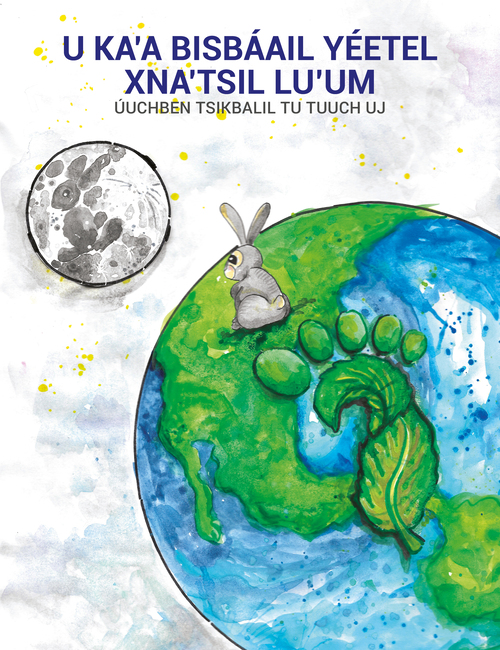 U KA'A BISBÁAIL YÉETEL
XNA'TSIL LU'UM
ÚUCHBEN TSIKBALIL TU TUUCH UJ